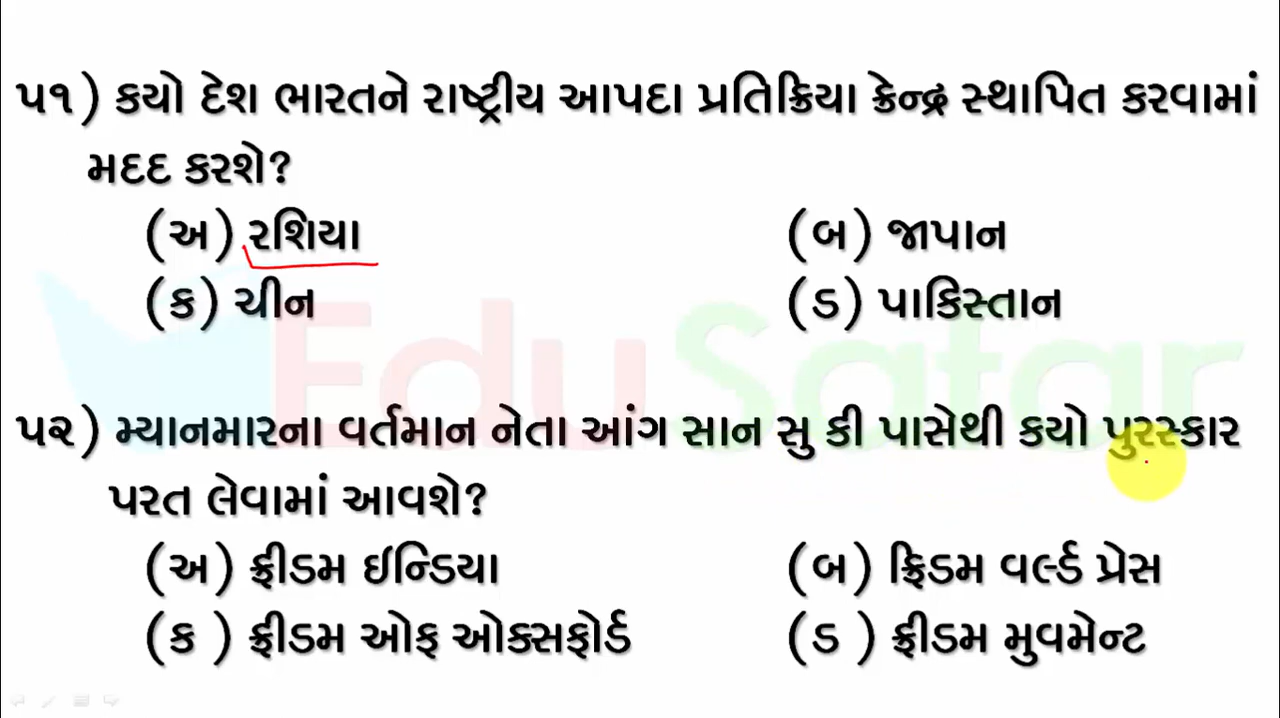 ૫૧) કયો દેશ ભારતને રાષ્ટ્રીય આપદા પ્રતિક્રિયા ક્રેન્દ્ર સ્થાપિત કરવામાં
મદદ કરશે?
(અ) રશિયા (બ) જાપાન
(ક) ચીન (ડ) પાકિસ્તાન
EduSafar
૫૨) મ્યાનમારના વર્તમાન નેતા આંગ સાન સુ કી પાસેથી કયો પુરસ્કાર
પરત લેવામાં આવશે?
(અ) ફ્રીડમ ઈન્ડિયા (બ) ફ્રિડમ વર્લ્ડ પ્રેસ
(ક ) ફ્રીડમ ઓફ ઓક્સફોર્ડ (ડ ) ફ્રીડમ મુવમેન્ટ